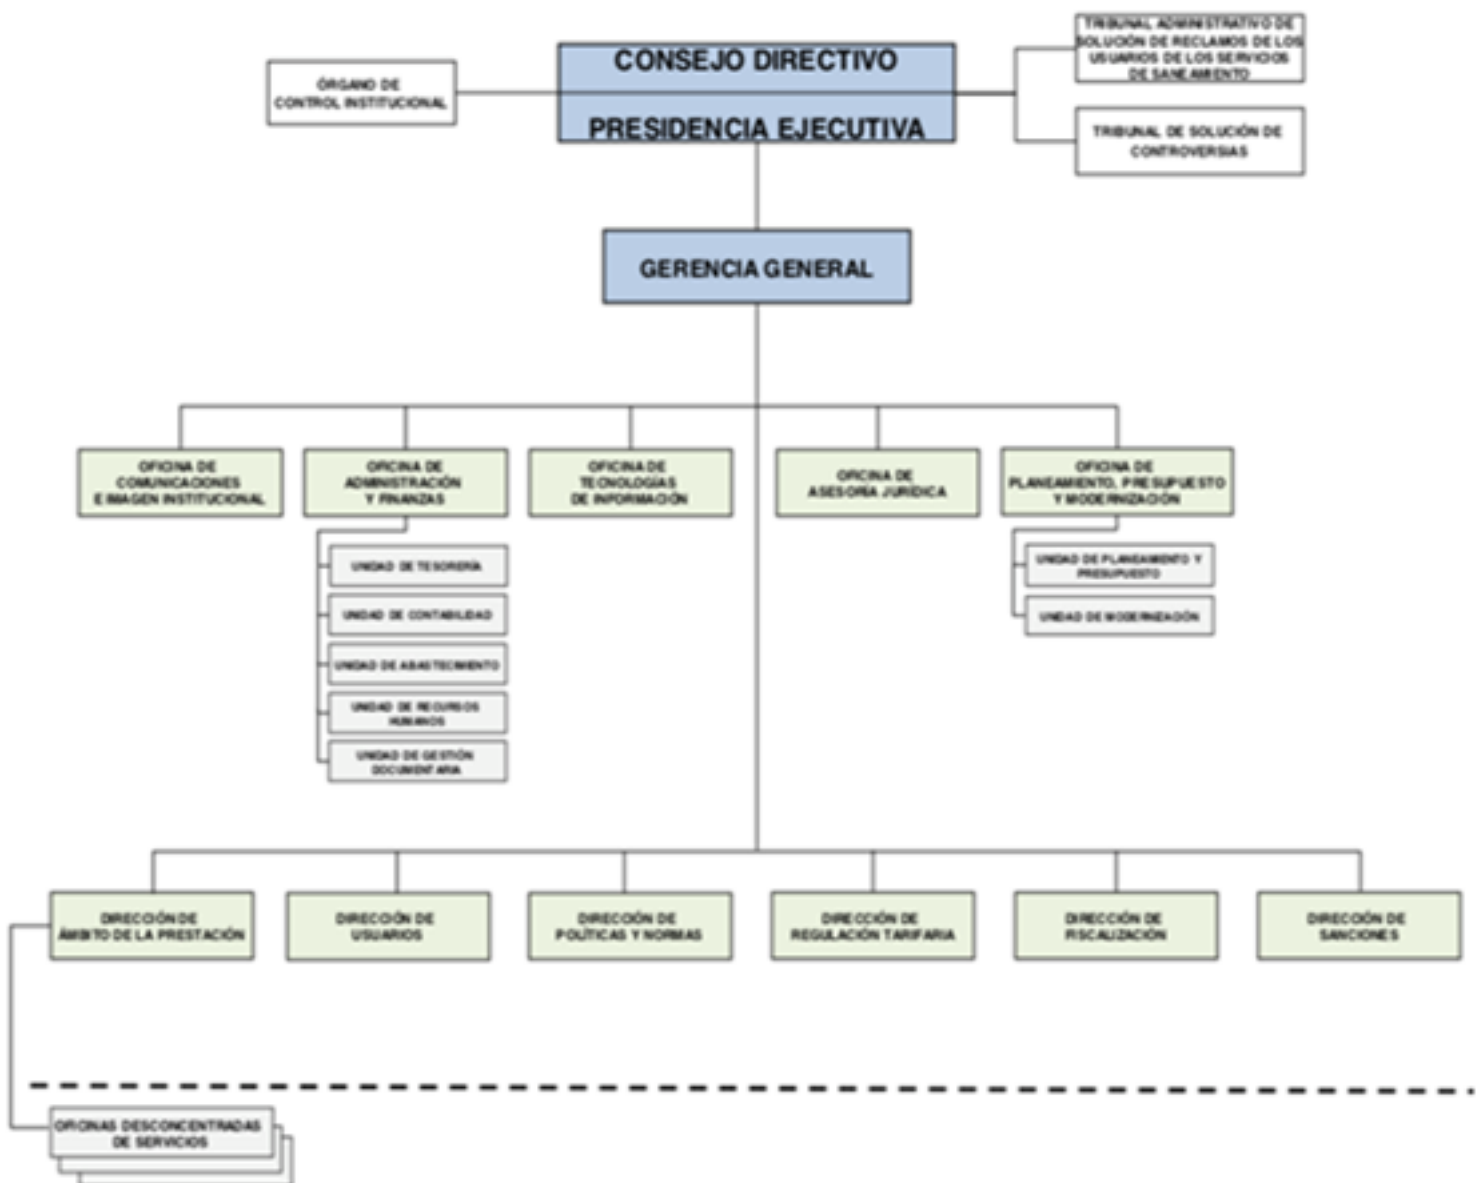 TRIBUNAL ADMINISTRATIVO DE
SOLUCIÓN DE RECLAMOS DE LOS
USUARIOS DE LOS SERVICIOS
DE SANEAMIENTO
CONSEJO DIRECTIVO
ÓRGANO DE
CONTROL INSTITUCIONAL
PRESIDENCIA EJECUTIVA
TRIBUNAL DE SOLUCIÓN DE
CONTROVERSIAS
GERENCIA GENERAL
OFICINA DE
COMUNICACIONES
E IMAGEN INSTITUCIONAL
OFICINA DE
ADMINISTRACIÓN
Y FINANZAS
OFICINA DE
TECNOLOGÍAS
DE INFORMACIÓN
OFICINA DE
ASESORÍA JURÍDICA
OFICINA DE
PLANEAMIENTO, PRESUPUESTO
Y MODERNIZACIÓN
UNIDAD DE TESORERÍA
UNIDAD DE CONTABILIDAD
UNIDAD DE ABASTECIMIENTO
UNIDAD DE RECURSOS
HUMANOS
UNIDAD DE GESTIÓN
DOCUMENTARIA
UNIDAD DE PLANEAMIENTO Y
PRESUPUESTO
UNIDAD DE MODERNIZACIÓN
DIRECCIÓN DE
ÁMBITO DE LA PRESTACIÓN
DIRECCIÓN DE
USUARIOS
DIRECCIÓN DE
POLÍTICAS Y NORMAS
DIRECCIÓN DE
REGULACIÓN TARIFARIA
DIRECCIÓN DE
FISCALIZACIÓN
DIRECCIÓN DE
SANCIONES
OFICINAS DESCONCENTRADAS
DE SERVICIOS